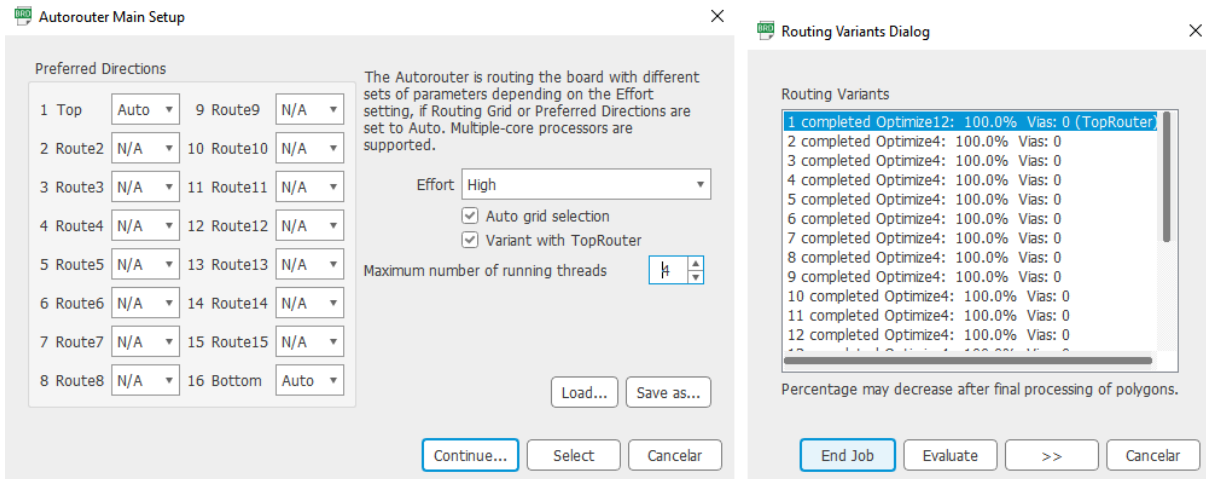 Autorouter Main Setup
Preferred Directions
1 Top Auto 9 Route9 N/A
2 Route2 N/A 10 Route10 N/A
3 Route3 N/A 11 Route11 N/A
4 Route4 N/A 12 Route12 N/A
5 Route5 N/A 13 Route13 N/A
6 Route6 N/A 14 Route14 N/A
7 Route7 N/A 15 Route15 N/A
8 Route8 N/A 16 Bottom Auto
The Autorouter is routing the board with different
sets of parameters depending on the Effort
setting, if Routing Grid or Preferred Directions are
set to Auto. Multiple-core processors are
supported.
Effort High
Auto grid selection
Variant with TopRouter
Maximum number of running threads 4
Load... Save as...
Continue... Select Cancelar
BRD Routing Variants Dialog
Routing Variants
1 completed Optimize12: 100.0% Vias: 0 (TopRouter)
2 completed Optimize4: 100.0% Vias: 0
3 completed Optimize4: 100.0% Vias: 0
4 completed Optimize4: 100.0% Vias: 0
5 completed Optimize4: 100.0% Vias: 0
6 completed Optimize4: 100.0% Vias: 0
7 completed Optimize4: 100.0% Vias: 0
8 completed Optimize4: 100.0% Vias: 0
9 completed Optimize4: 100.0% Vias: 0
10 completed Optimize4: 100.0% Vias: 0
11 completed Optimize4: 100.0% Vias: 0
12 completed Optimize4: 100.0% Vias: 0
Percentage may decrease after final processing of polygons.
End Job Evaluate >> Cancelar